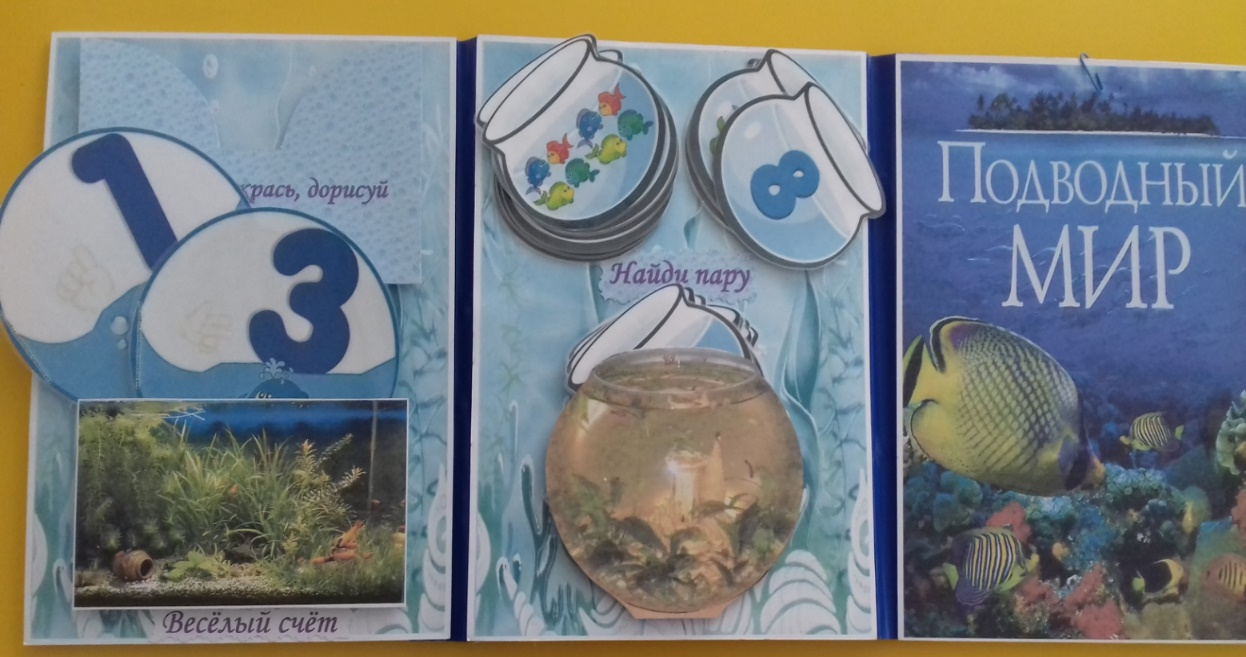 1
3
крась, дорисуй
Весёлый счёт
8
Найди пару
Подводный
МИР